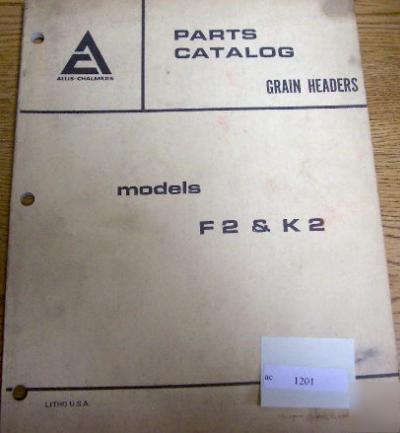 PARTS
CATALOG
ALLIS-CHALMERS
GRAIN HEADERS
models
F2 & K2
ac 1201
LITHO U.S.A.